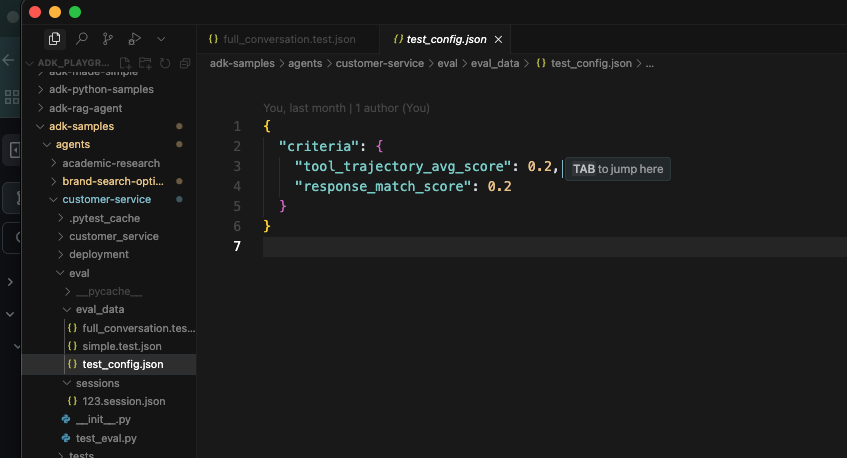 full_conversation.test.json
test_config.json
ADK_PLAYGR...
adk-samples > agents > customer-service > eval > eval_data > {} test_config.json > ...
adk-made-simple
adk-python-samples
adk-rag-agent
adk-samples
agents
academic-research
brand-search-opti...
customer-service
.pytest_cache
customer_service
deployment
eval
__pycache__
eval_data
{} full_conversation.tes...
{} simple.test.json
{} test_config.json
sessions
{} 123.session.json
__init__.py
test_eval.py
tests
You, last month | 1 author (You)
1 {
2 "criteria": {
3 "tool_trajectory_avg_score": 0.2, TAB to jump here
4 "response_match_score": 0.2
5 }
6 }
7